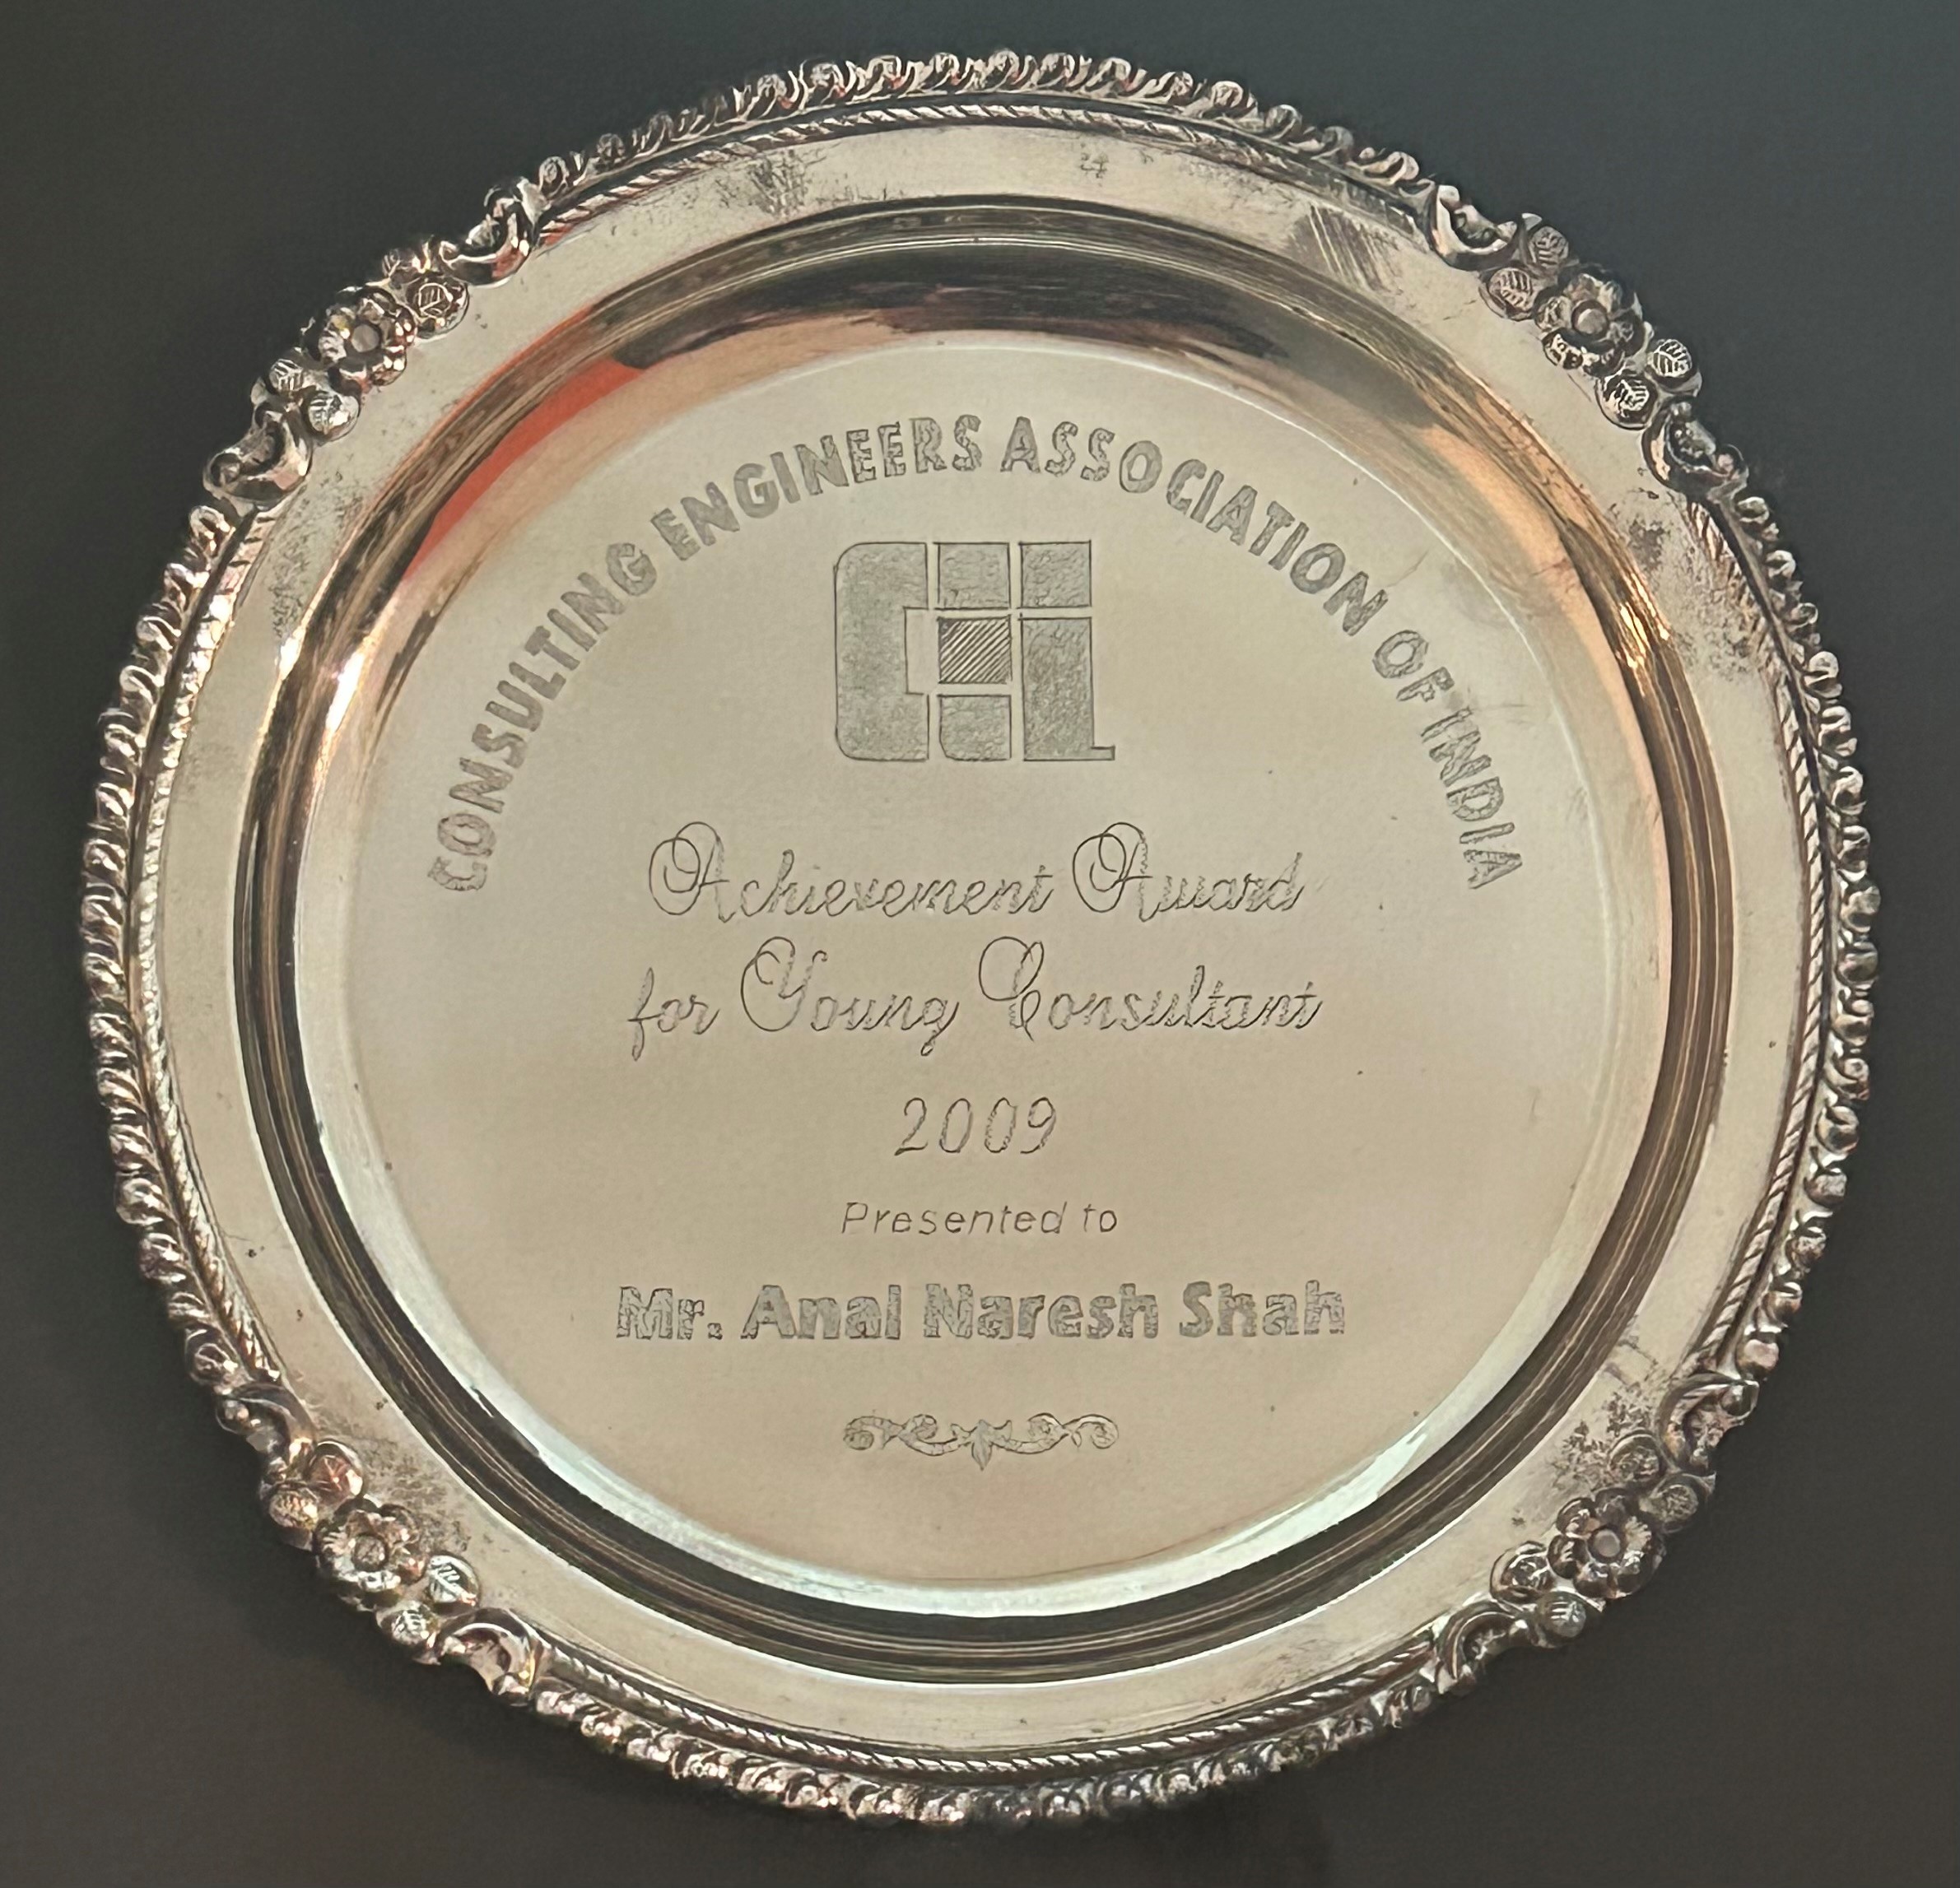 CONSULTING ENGINEERS ASSOCIATION OF INDIA
Achievement Award
for Young Consultant
2009
Presented to
Mr. Anal Naresh Shah